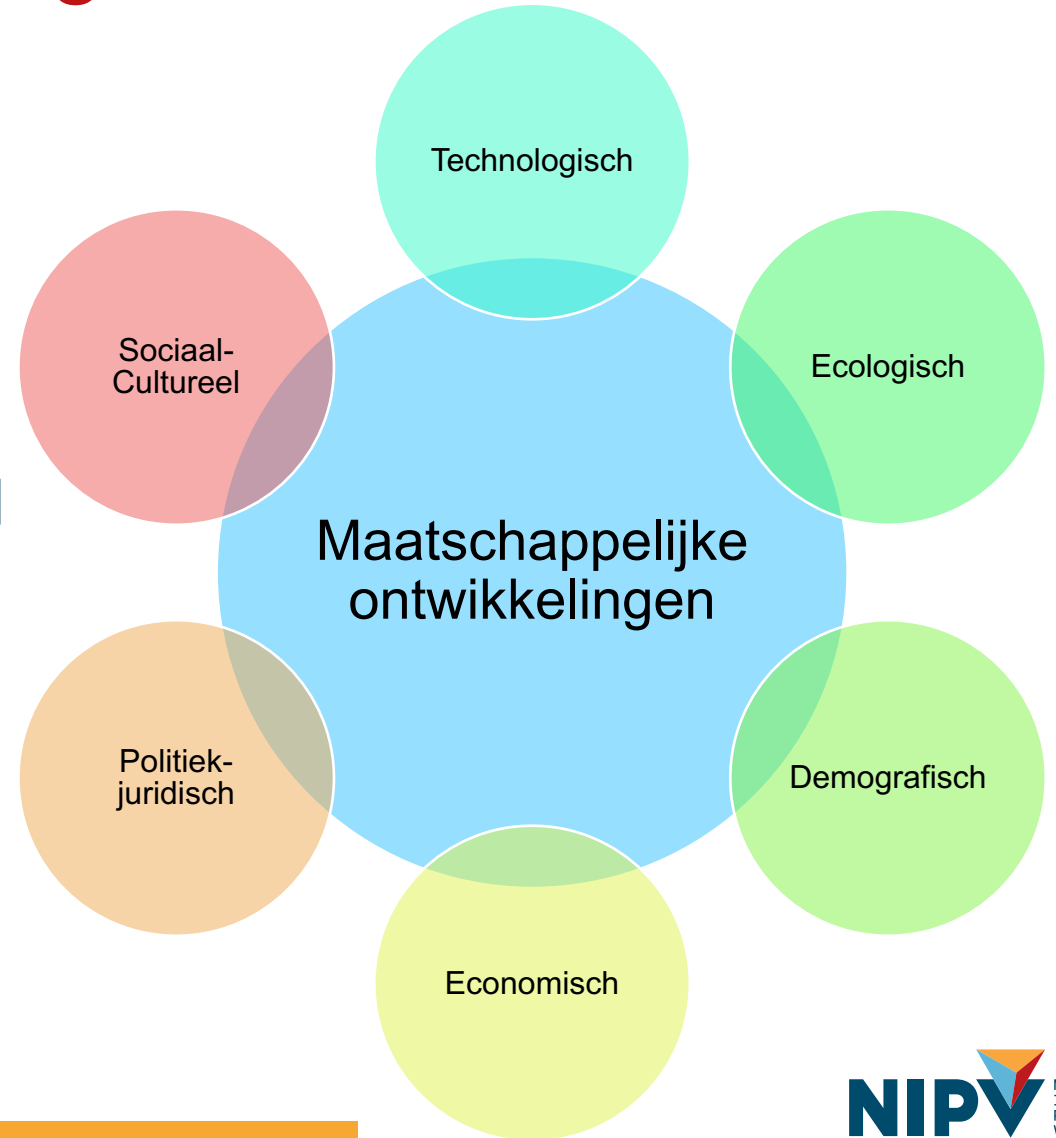 Technologisch
Sociaal-
Cultureel
Ecologisch
Maatschappelijke
ontwikkelingen
Politiek-
juridisch
Demografisch
Economisch
NIPV